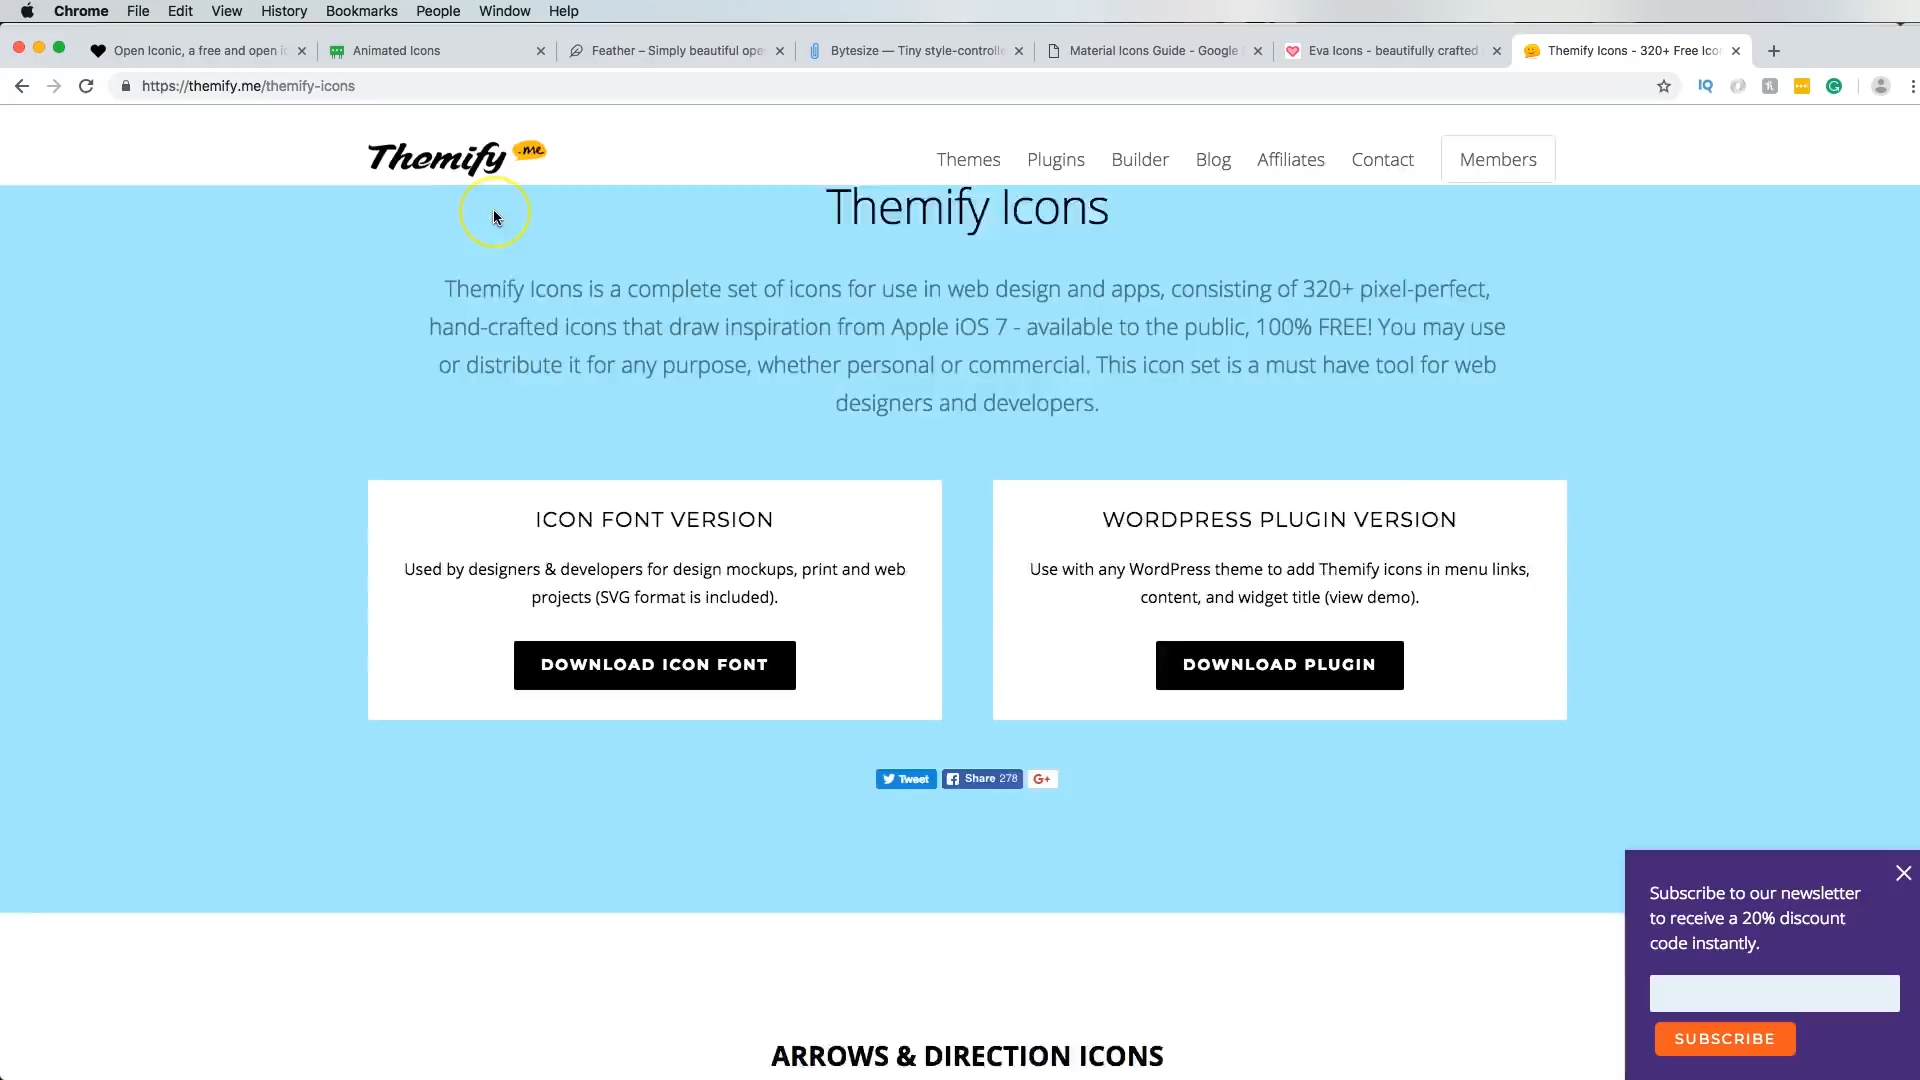 Chrome File Edit View History Bookmarks People Window Help
Open Iconic, a free and open ic
Animated Icons
Feather – Simply beautiful ope
Bytesize — Tiny style-controlle
Material Icons Guide - Google
Eva Icons - beautifully crafted
Themify Icons - 320+ Free Ico
https://themify.me/themify-icons
IQ
Themify .me
Themes Plugins Builder Blog Affiliates Contact Members
Themify Icons
Themify Icons is a complete set of icons for use in web design and apps, consisting of 320+ pixel-perfect,
hand-crafted icons that draw inspiration from Apple iOS 7 - available to the public, 100% FREE! You may use
or distribute it for any purpose, whether personal or commercial. This icon set is a must have tool for web
designers and developers.
ICON FONT VERSION
Used by designers & developers for design mockups, print and web
projects (SVG format is included).
DOWNLOAD ICON FONT
WORDPRESS PLUGIN VERSION
Use with any WordPress theme to add Themify icons in menu links,
content, and widget title (view demo).
DOWNLOAD PLUGIN
Tweet Share 278 G+
Subscribe to our newsletter
to receive a 20% discount
code instantly.
SUBSCRIBE
ARROWS & DIRECTION ICONS